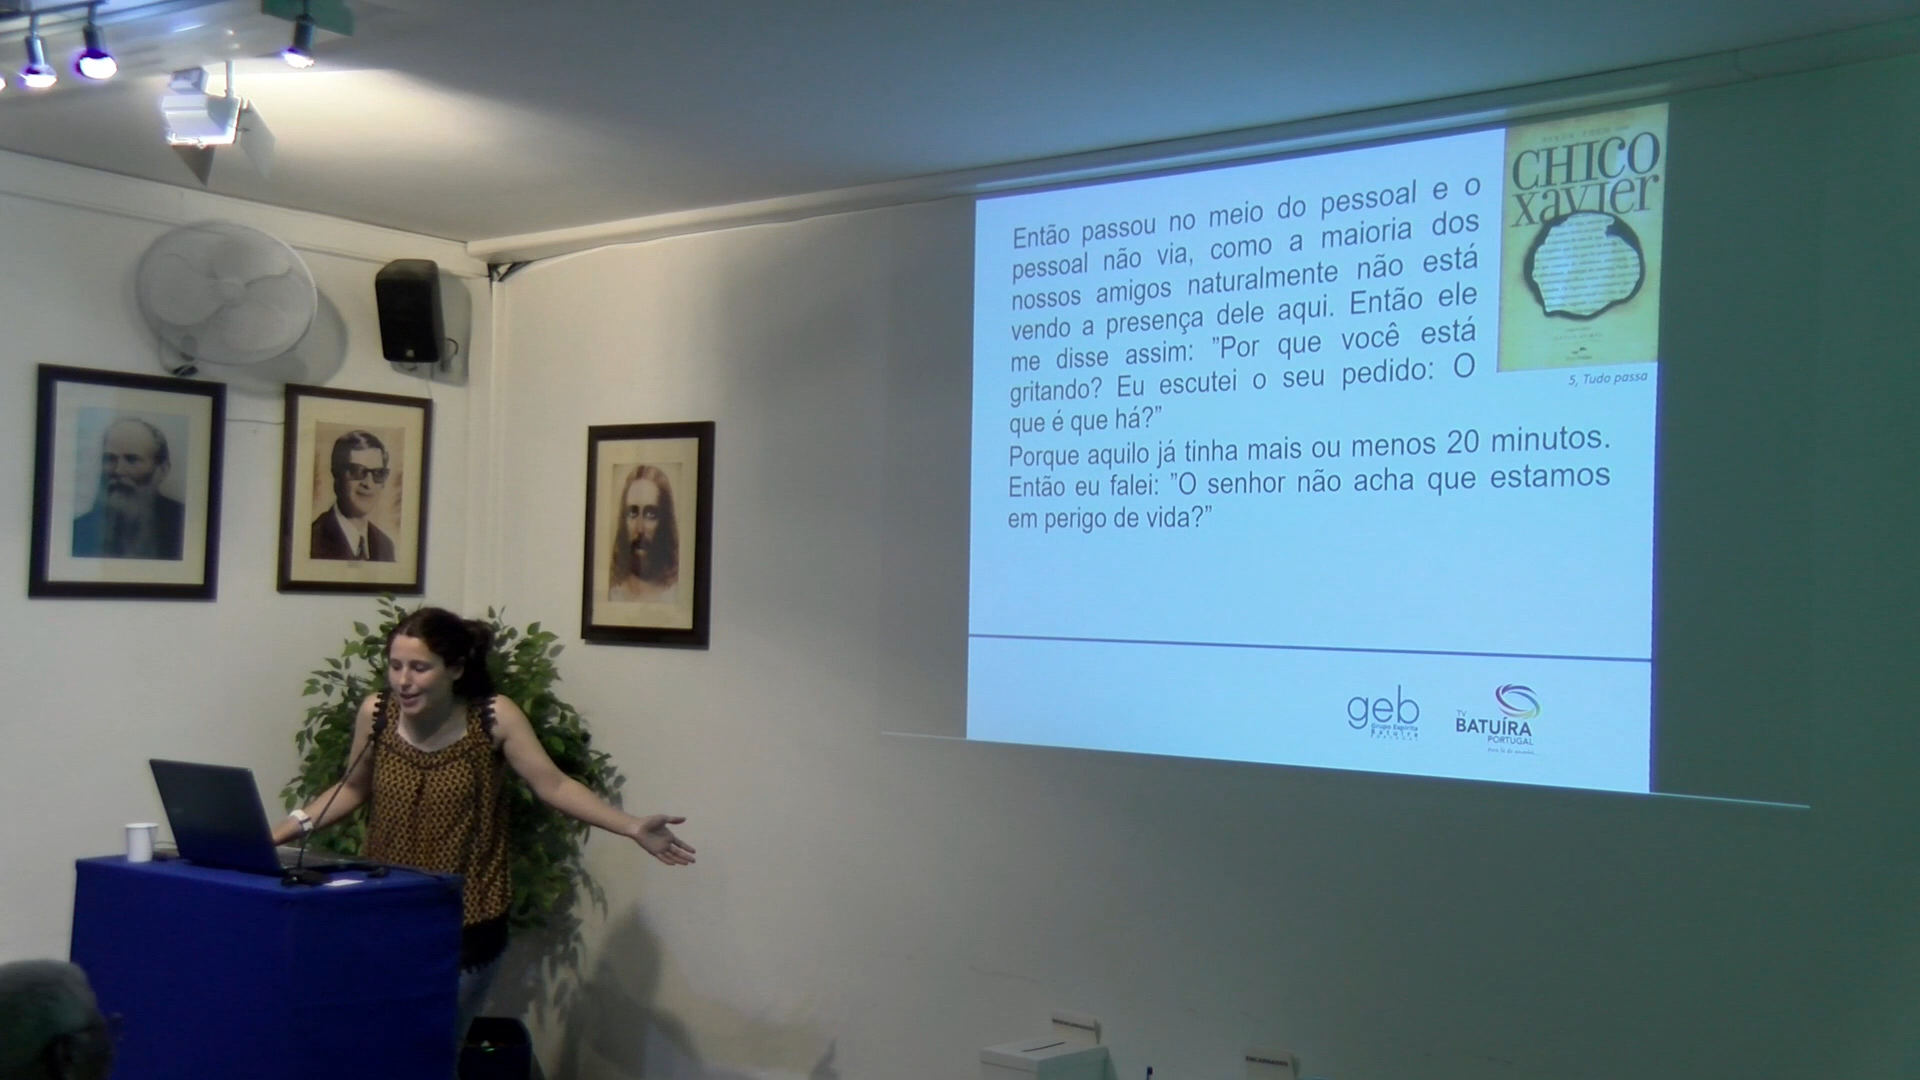 Então passou no meio do pessoal e o
pessoal não via, como a maioria dos
nossos amigos naturalmente não está
vendo a presença dele aqui. Então ele
me disse assim: ”Por que você está
gritando? Eu escutei o seu pedido: O
que é que há?”
Porque aquilo já tinha mais ou menos 20 minutos.
Então eu falei: ”O senhor não acha que estamos
em perigo de vida?”
CHICO
xavier
5, Tudo passa
geb
Grupo Espírita
Batuíra
TV
BATUÍRA
PORTUGAL